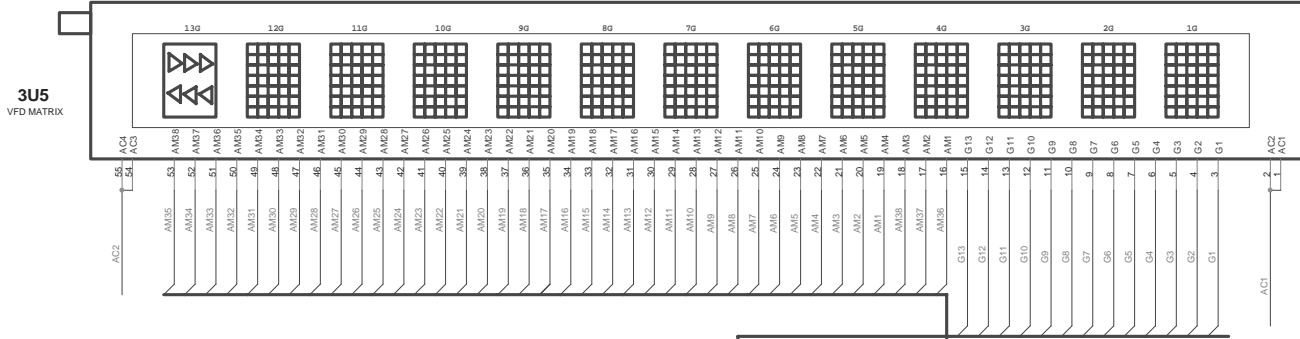 13G 12G 11G 10G 9G 8G 7G 6G 5G 4G 3G 2G 1G
3U5
VFD MATRIX
AC4 AC3 AM38 AM37 AM36 AM35 AM34 AM33 AM32 AM31 AM30 AM29 AM28 AM27 AM26 AM25 AM24 AM23 AM22 AM21 AM20 AM19 AM18 AM17 AM16 AM15 AM14 AM13 AM12 AM11 AM10 AM9 AM8 AM7 AM6 AM5 AM4 AM3 AM2 AM1 G13 G12 G11 G10 G9 G8 G7 G6 G5 G4 G3 G2 G1 AC2 AC1
55 54 53 52 51 50 49 48 47 46 45 44 43 42 41 40 39 38 37 36 35 34 33 32 31 30 29 28 27 26 25 24 23 22 21 20 19 18 17 16 15 14 13 12 11 10 9 8 7 6 5 4 3 2 1
AM35 AM34 AM33 AM32 AM31 AM30 AM29 AM28 AM27 AM26 AM25 AM24 AM23 AM22 AM21 AM20 AM19 AM18 AM17 AM16 AM15 AM14 AM13 AM12 AM11 AM10 AM9 AM8 AM7 AM6 AM5 AM4 AM3 AM2 AM1 AM38 AM37 AM36
AC2 G13 G12 G11 G10 G9 G8 G7 G6 G5 G4 G3 G2 G1 AC1